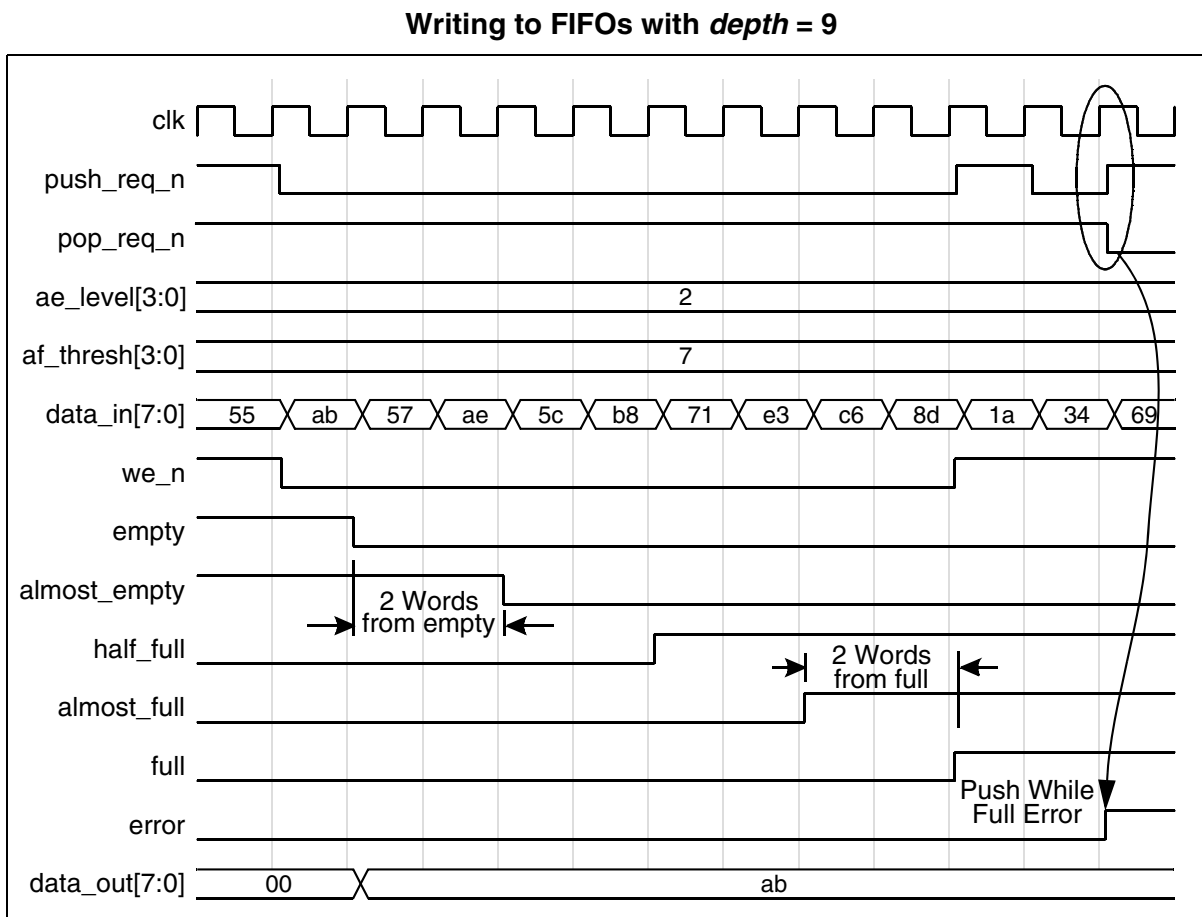 Writing to FIFOs with depth = 9
clk
push_req_n
pop_req_n
ae_level[3:0]
2
af_thresh[3:0]
7
data_in[7:0]
55 ab 57 ae 5c b8 71 e3 c6 8d 1a 34 69
we_n
empty
almost_empty
2 Words
from empty
half_full
2 Words
from full
almost_full
full
Push While
Full Error
error
data_out[7:0]
00 ab